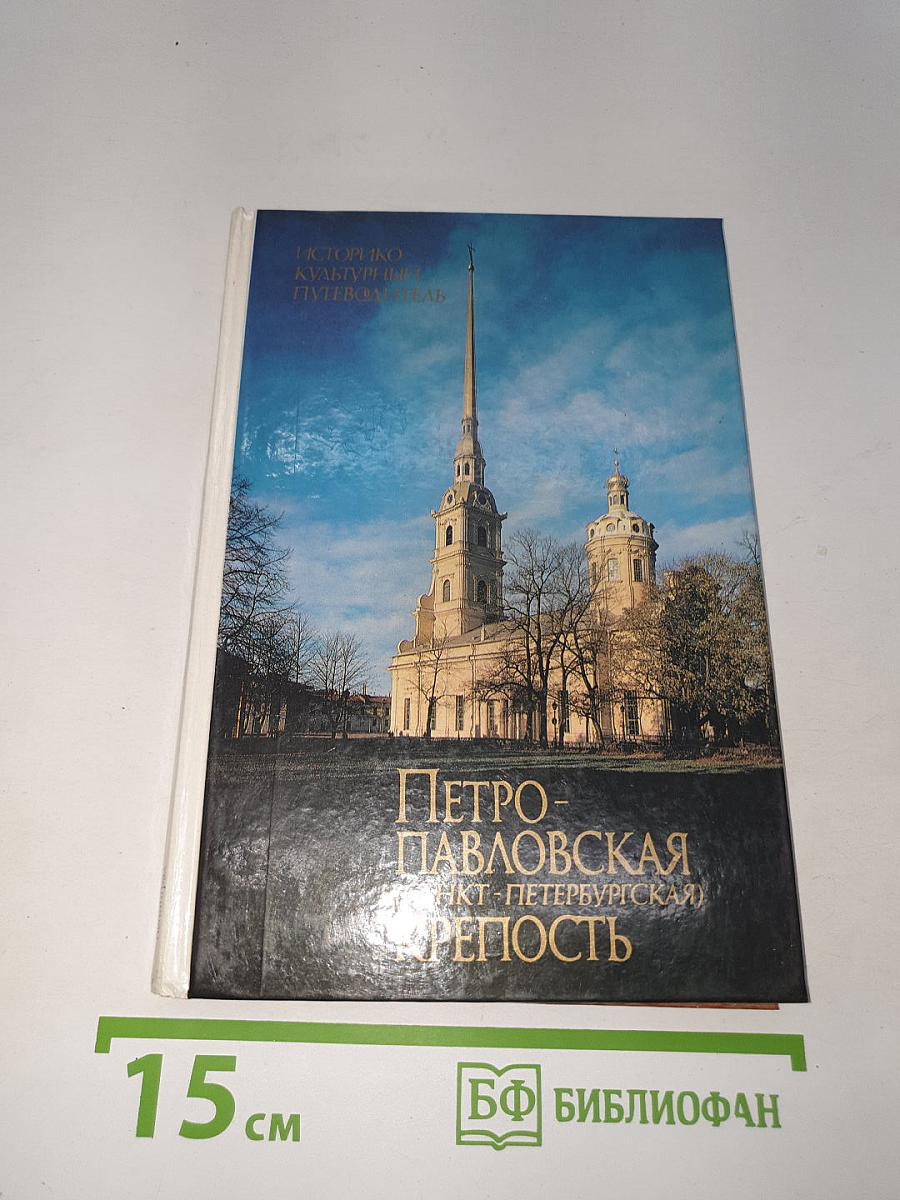 ИСТОРИКО
КУЛЬТУРНЫЙ
ПУТЕВОДИТЕЛЬ
ПЕТРО-
ПАВЛОВСКАЯ
НКТ-ПЕТЕРБУРГСКАЯ)
КРЕПОСТЬ
15 см
БФ БИБЛИОФАН